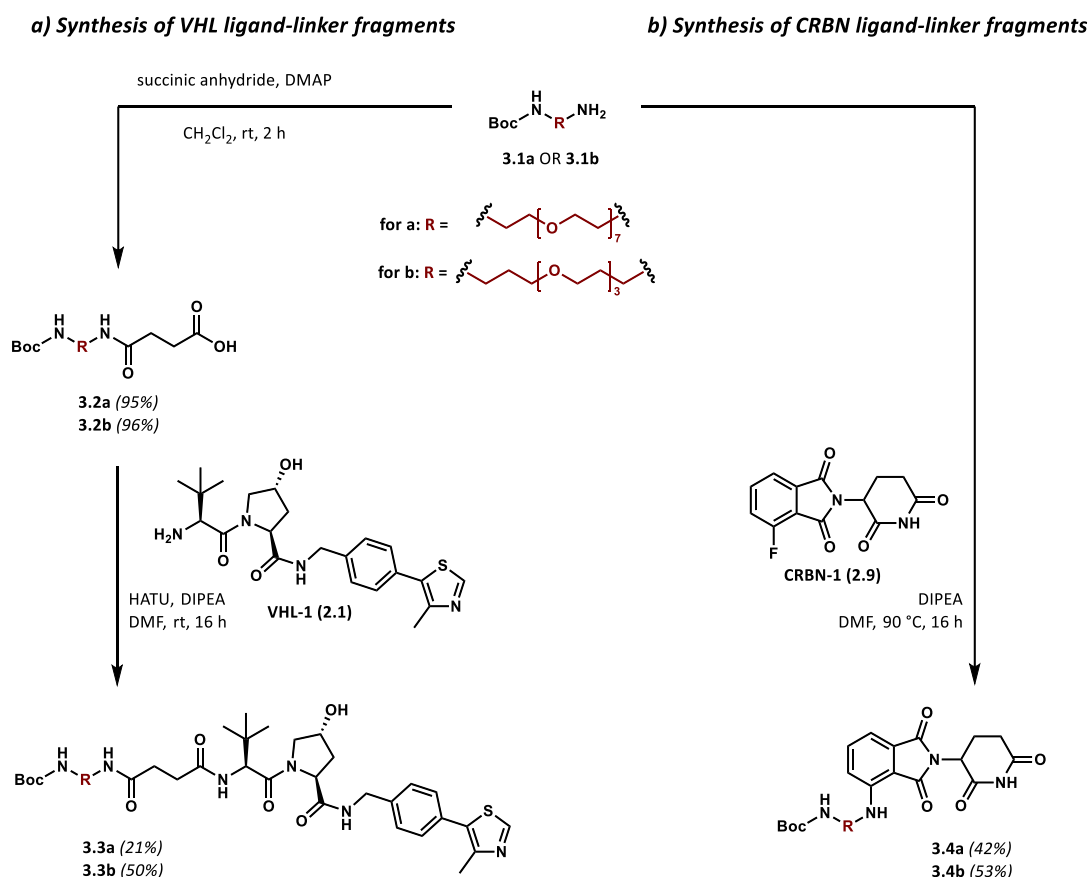 a) Synthesis of VHL ligand-linker fragments
b) Synthesis of CRBN ligand-linker fragments
succinic anhydride, DMAP
CH2Cl2, rt, 2 h
H
Boc N R NH2
3.1a OR 3.1b
for a: R =
O
7
for b: R =
O
3
H H O
Boc N R N OH
O
3.2a (95%)
3.2b (96%)
OH
H2N N
O O N
H
S
N
VHL-1 (2.1)
HATU, DIPEA
DMF, rt, 16 h
O
N O
O O NH
F
CRBN-1 (2.9)
DIPEA
DMF, 90 °C, 16 h
OH
H H O
Boc N R N N N
O H O O N
H
S
N
3.3a (21%)
3.3b (50%)
O
N O
O O NH
H NH
Boc N R
3.4a (42%)
3.4b (53%)